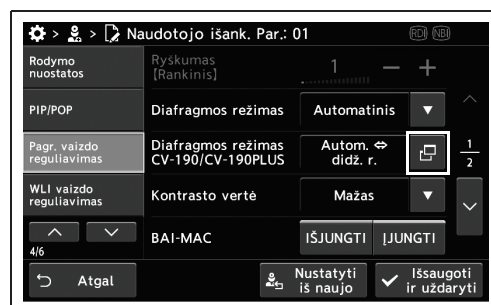 > > Naudotojo išank. Par.: 01 RDI NBI
Rodymo
nuostatos
Ryškumas
[Rankinis]
1 − +
PIP/POP
Diafragmos režimas
Automatinis
Pagr. vaizdo
reguliavimas
Diafragmos režimas
CV-190/CV-190PLUS
Autom. ⇔
didž. r.
1
2
WLI vaizdo
reguliavimas
Kontrasto vertė
Mažas
4/6
BAI-MAC
IŠJUNGTI
ĮJUNGTI
Atgal
Nustatyti
iš naujo
Išsaugoti
ir uždaryti